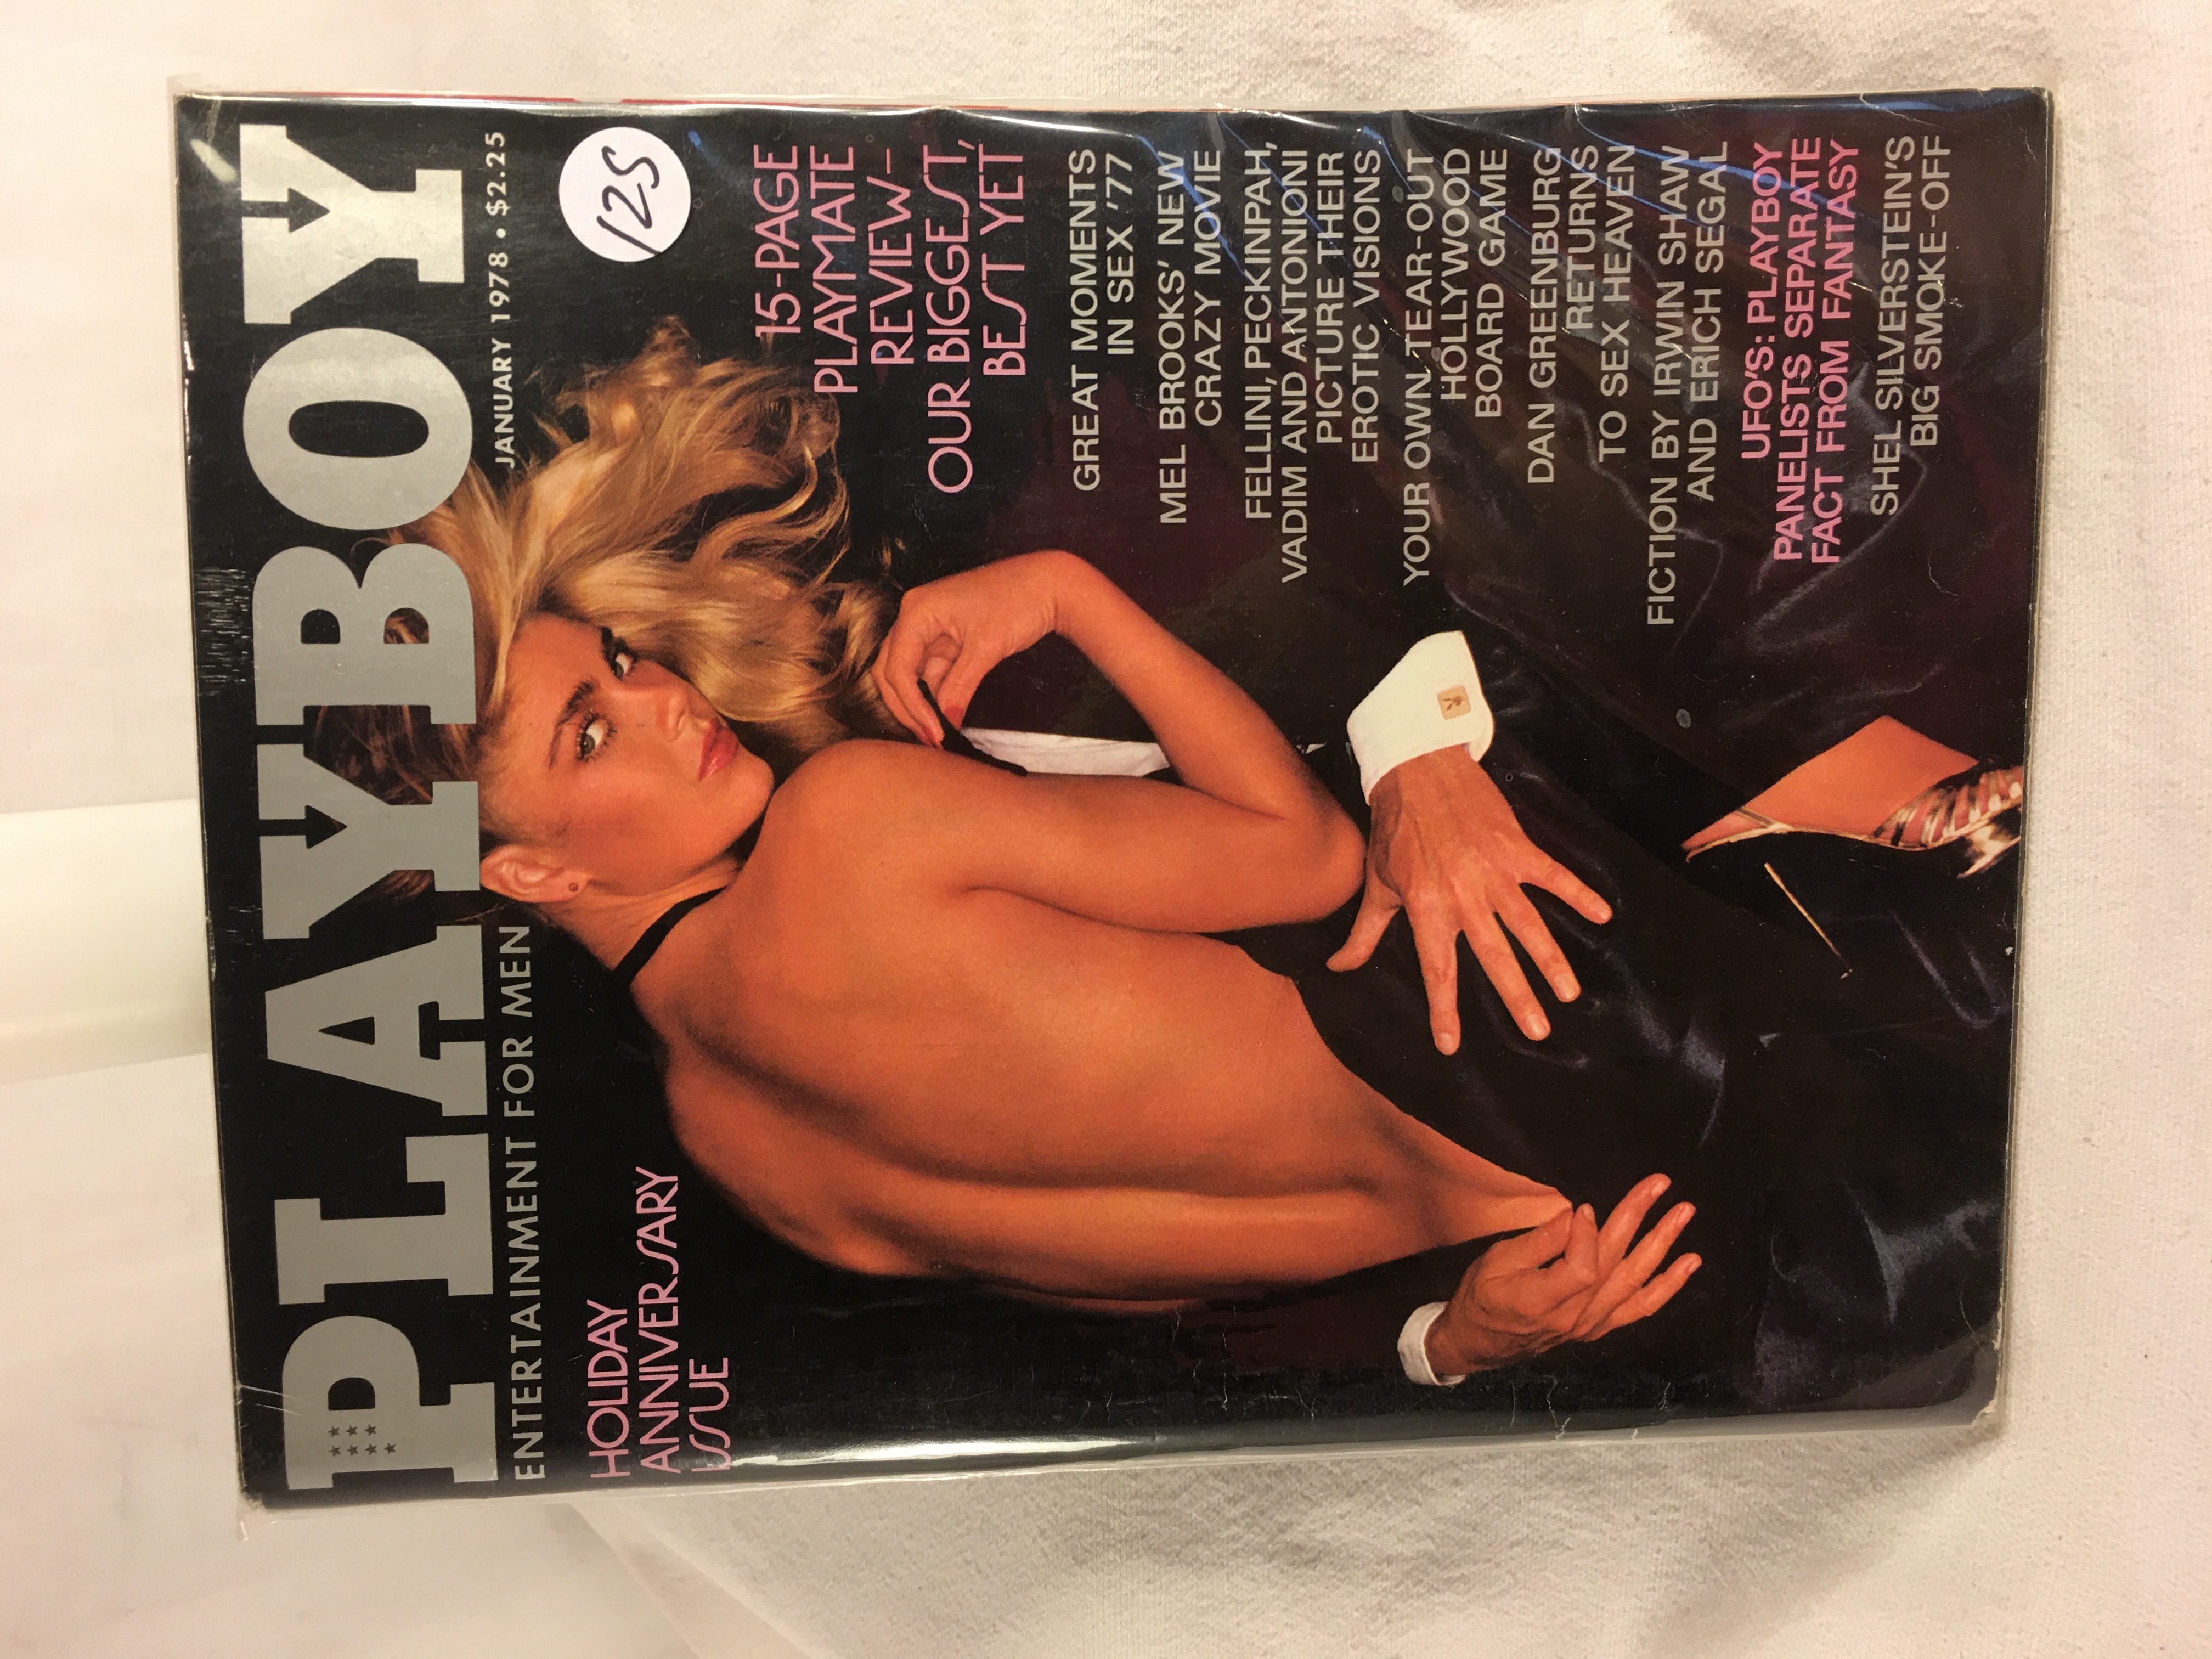 PLAYBOY
ENTERTAINMENT FOR MEN
JANUARY 1978 • $2.25
HOLIDAY
ANNIVERSARY
ISSUE
125
15-PAGE
PLAYMATE
REVIEW–
OUR BIGGEST,
BEST YET
GREAT MOMENTS
IN SEX '77
MEL BROOKS' NEW
CRAZY MOVIE
FELLINI, PECKINPAH,
VADIM AND ANTONIONI
PICTURE THEIR
EROTIC VISIONS
YOUR OWN TEAR-OUT
HOLLYWOOD
BOARD GAME
DAN GREENBURG
RETURNS
TO SEX HEAVEN
FICTION BY IRWIN SHAW
AND ERICH SEGAL
UFO'S: PLAYBOY
PANELISTS SEPARATE
FACT FROM FANTASY
SHEL SILVERSTEIN'S
BIG SMOKE-OFF